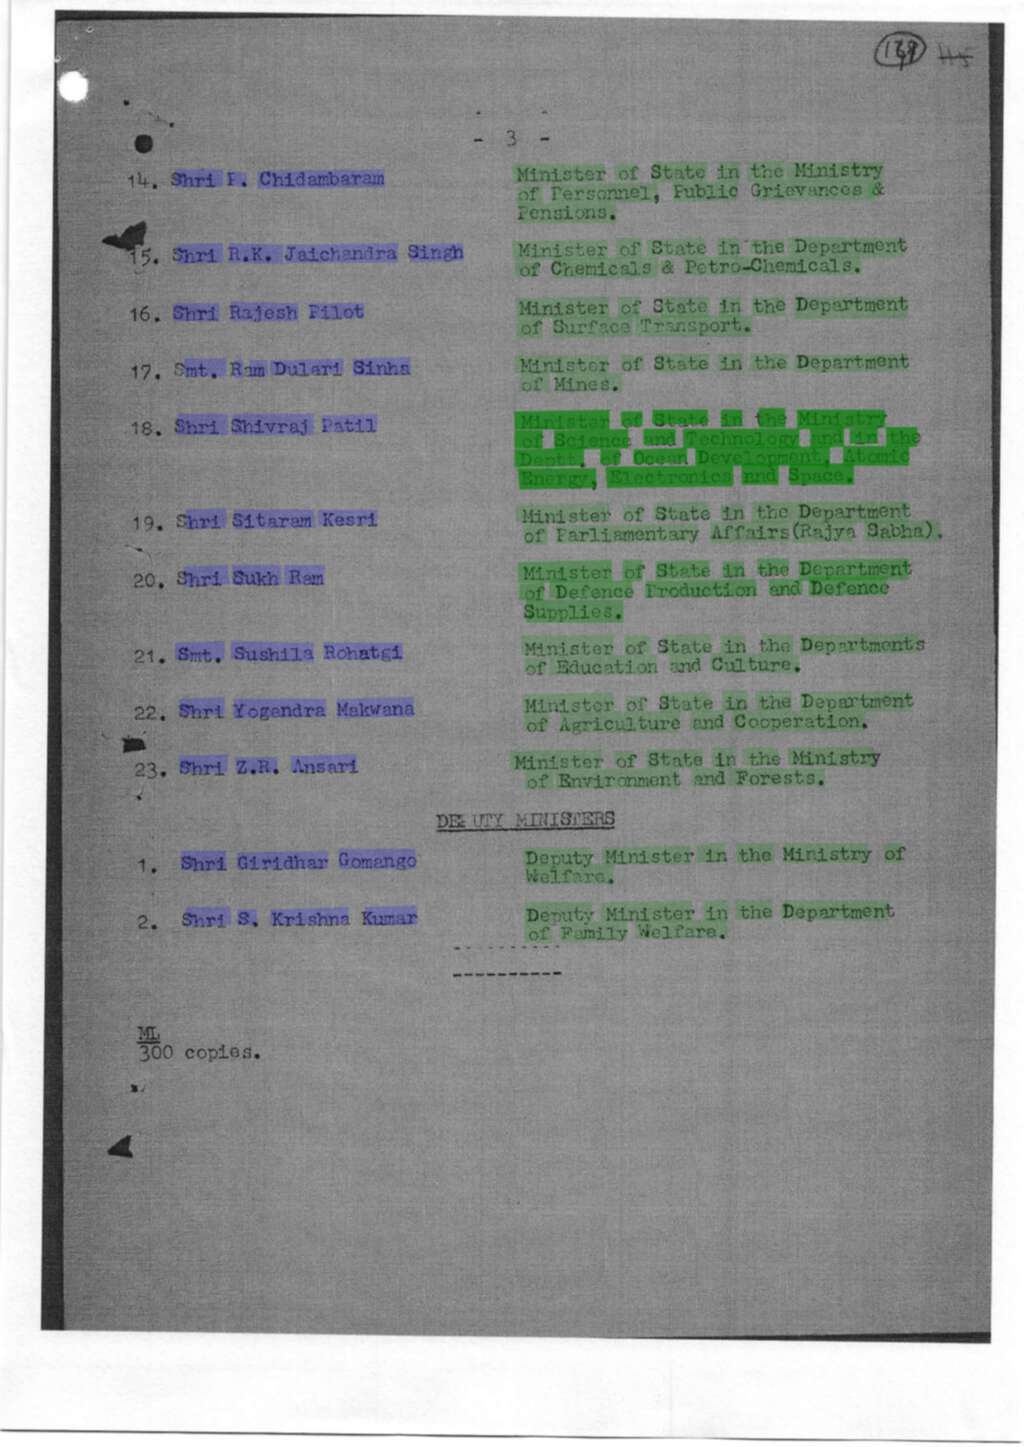 - 3 -
14. Shri P. Chidambaram Minister of State in the Ministry
of Personnel, Public Grievances &
Pensions.
15. Shri R.K. Jaichandra Singh Minister of State in the Department
of Chemicals & Petro-Chemicals.
16. Shri Rajesh Pilot Minister of State in the Department
of Surface Transport.
17. Smt. Ram Dulari Sinha Minister of State in the Department
of Mines.
18. Shri Shivraj Patil Minister of State in the Ministry
of Science and Technology and in the
Deptt. of Ocean Development, Atomic
Energy, Electronics and Space.
19. Shri Sitaram Kesri Minister of State in the Department
of Parliamentary Affairs(Rajya Sabha).
20. Shri Sukh Ram Minister of State in the Department
of Defence Production and Defence
Supplies.
21. Smt. Sushila Rohatgi Minister of State in the Departments
of Education and Culture.
22. Shri Yogendra Makwana Minister of State in the Department
of Agriculture and Cooperation.
23. Shri Z.R. Ansari Minister of State in the Ministry
of Environment and Forests.
DEPUTY MINISTERS
1. Shri Giridhar Gomango Deputy Minister in the Ministry of
Welfare.
2. Shri S. Krishna Kumar Deputy Minister in the Department
of Family Welfare.
ML
300 copies.